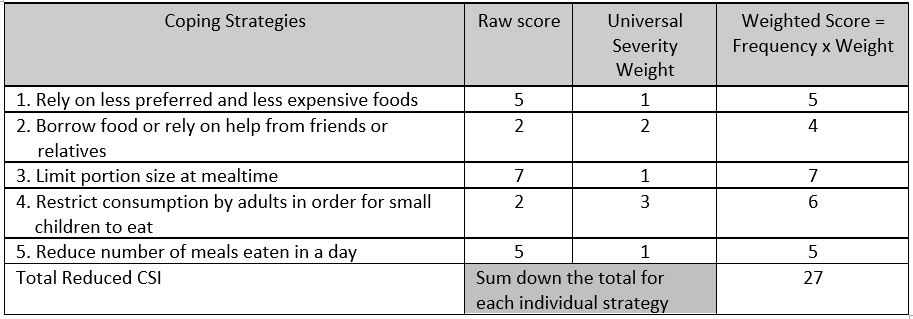 Coping Strategies Raw score Universal Severity Weight Weighted Score = Frequency x Weight
1. Rely on less preferred and less expensive foods 5 1 5
2. Borrow food or rely on help from friends or 2 2 4
relatives
3. Limit portion size at mealtime 7 1 7
4. Restrict consumption by adults in order for small 2 3 6
children to eat
5. Reduce number of meals eaten in a day 5 1 5
Total Reduced CSI Sum down the total for 27
each individual strategy